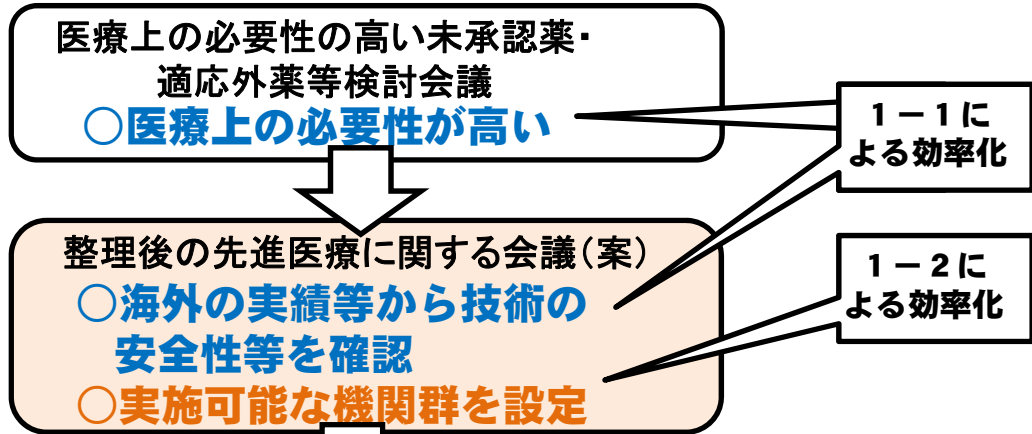 医療上の必要性の高い未承認薬・
適応外薬等検討会議
○医療上の必要性が高い
１－１に
よる効率化
整理後の先進医療に関する会議（案）
○海外の実績等から技術の
安全性等を確認
○実施可能な機関群を設定
１－２に
よる効率化